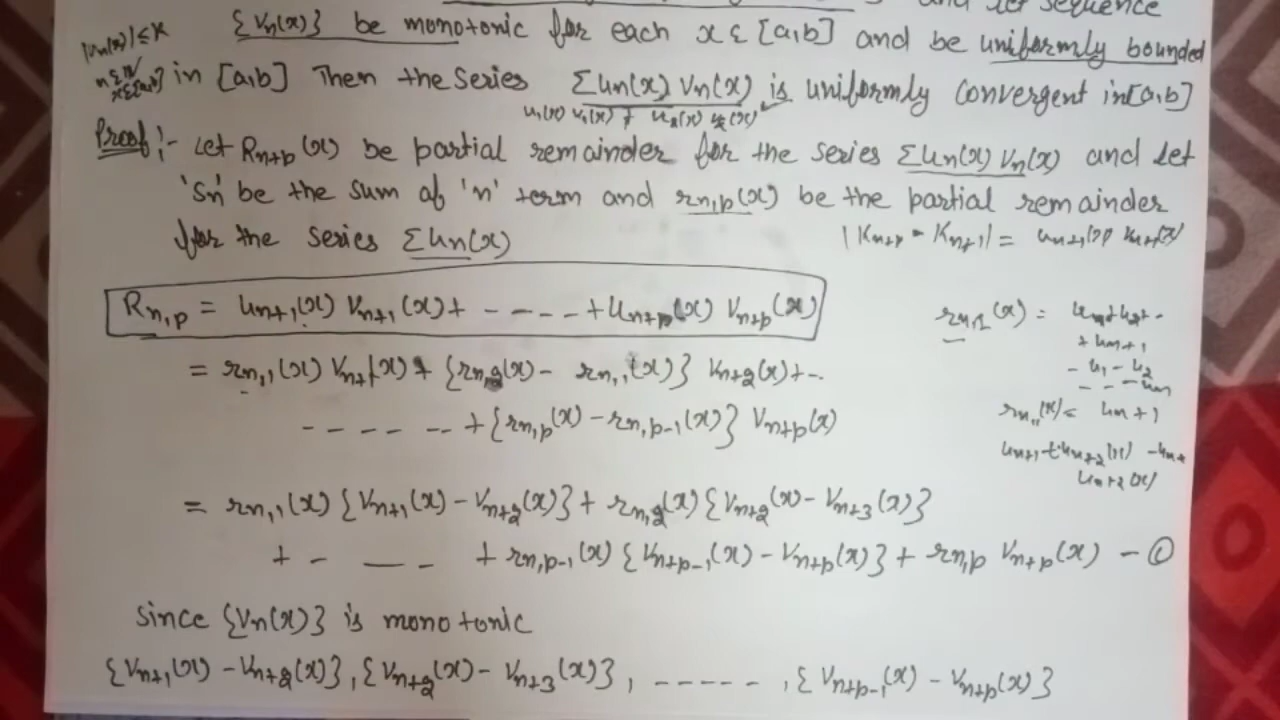 and let sequence
{Vn(x)} be monotonic for each x ε [a,b] and be uniformly bounded
in [a,b] Then the series Σun(x) Vn(x) is uniformly convergent in [a,b]
Proof:- Let Rn+p(x) be partial remainder for the series Σun(x) Vn(x) and let
'Sn' be the sum of 'n' term and rn,p(x) be the partial remainder
for the series Σun(x)
Rn,p = un+1(x) Vn+1(x) + - - - - + un+p(x) Vn+p(x)
= rn,1(x) Vn+1(x) + {rn,2(x) - rn,1(x)} Vn+2(x) + -.
- - - - - - + {rn,p(x) - rn,p-1(x)} Vn+p(x)
= rn,1(x) {Vn+1(x) - Vn+2(x)} + rn,2(x) {Vn+2(x) - Vn+3(x)}
+ - - - - + rn,p-1(x) {Vn+p-1(x) - Vn+p(x)} + rn,p Vn+p(x) - ①
Since {Vn(x)} is monotonic
{Vn+1(x) - Vn+2(x)}, {Vn+2(x) - Vn+3(x)}, - - - - - , {Vn+p-1(x) - Vn+p(x)}